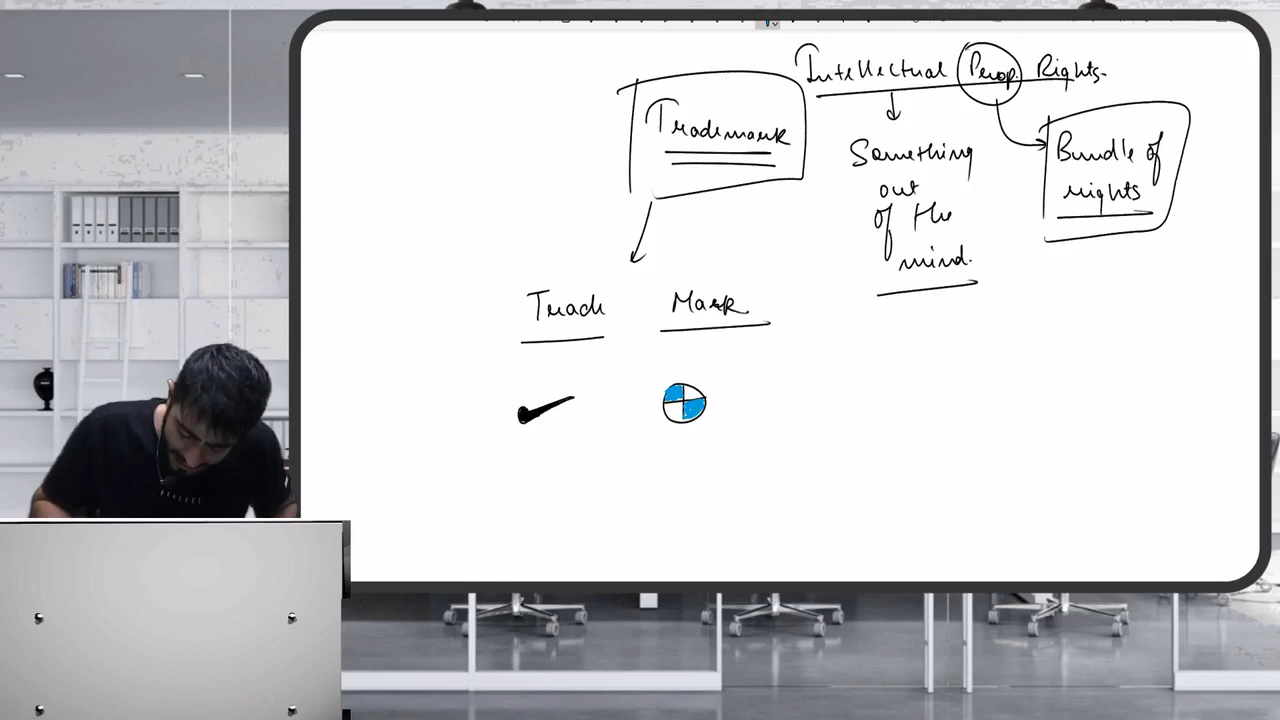 Intellectual Prop. Rights.
Trademark
Something
out
of the
mind.
Bundle of
rights
Trade Mark